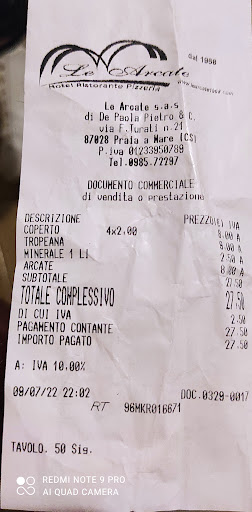 dal 1968
Le Arcate
Hotel Ristorante Pizzeria
Le Arcate s.a.s
di De Paola Pietro & C.
via F.Turati n.21
87028 Praia a Mare (CS)
P.iva 01233950789
Tel.0985.72297
DOCUMENTO COMMERCIALE
di vendita o prestazione
DESCRIZIONE PREZZO(€) IVA
COPERTO 4x2,00 8,00 A
TROPEANA 8,00 A
MINERALE 1 LI 2,50 A
ARCATE 9,00 A
SUBTOTALE 27,50
TOTALE COMPLESSIVO 27,50
DI CUI IVA 2,50
PAGAMENTO CONTANTE 27,50
IMPORTO PAGATO 27,50
A: IVA 10,00%
09/07/22 22:02 DOC.0329-0017
RT 96MKR016671
TAVOLO. 50 Sig.
REDMI NOTE 9 PRO
AI QUAD CAMERA